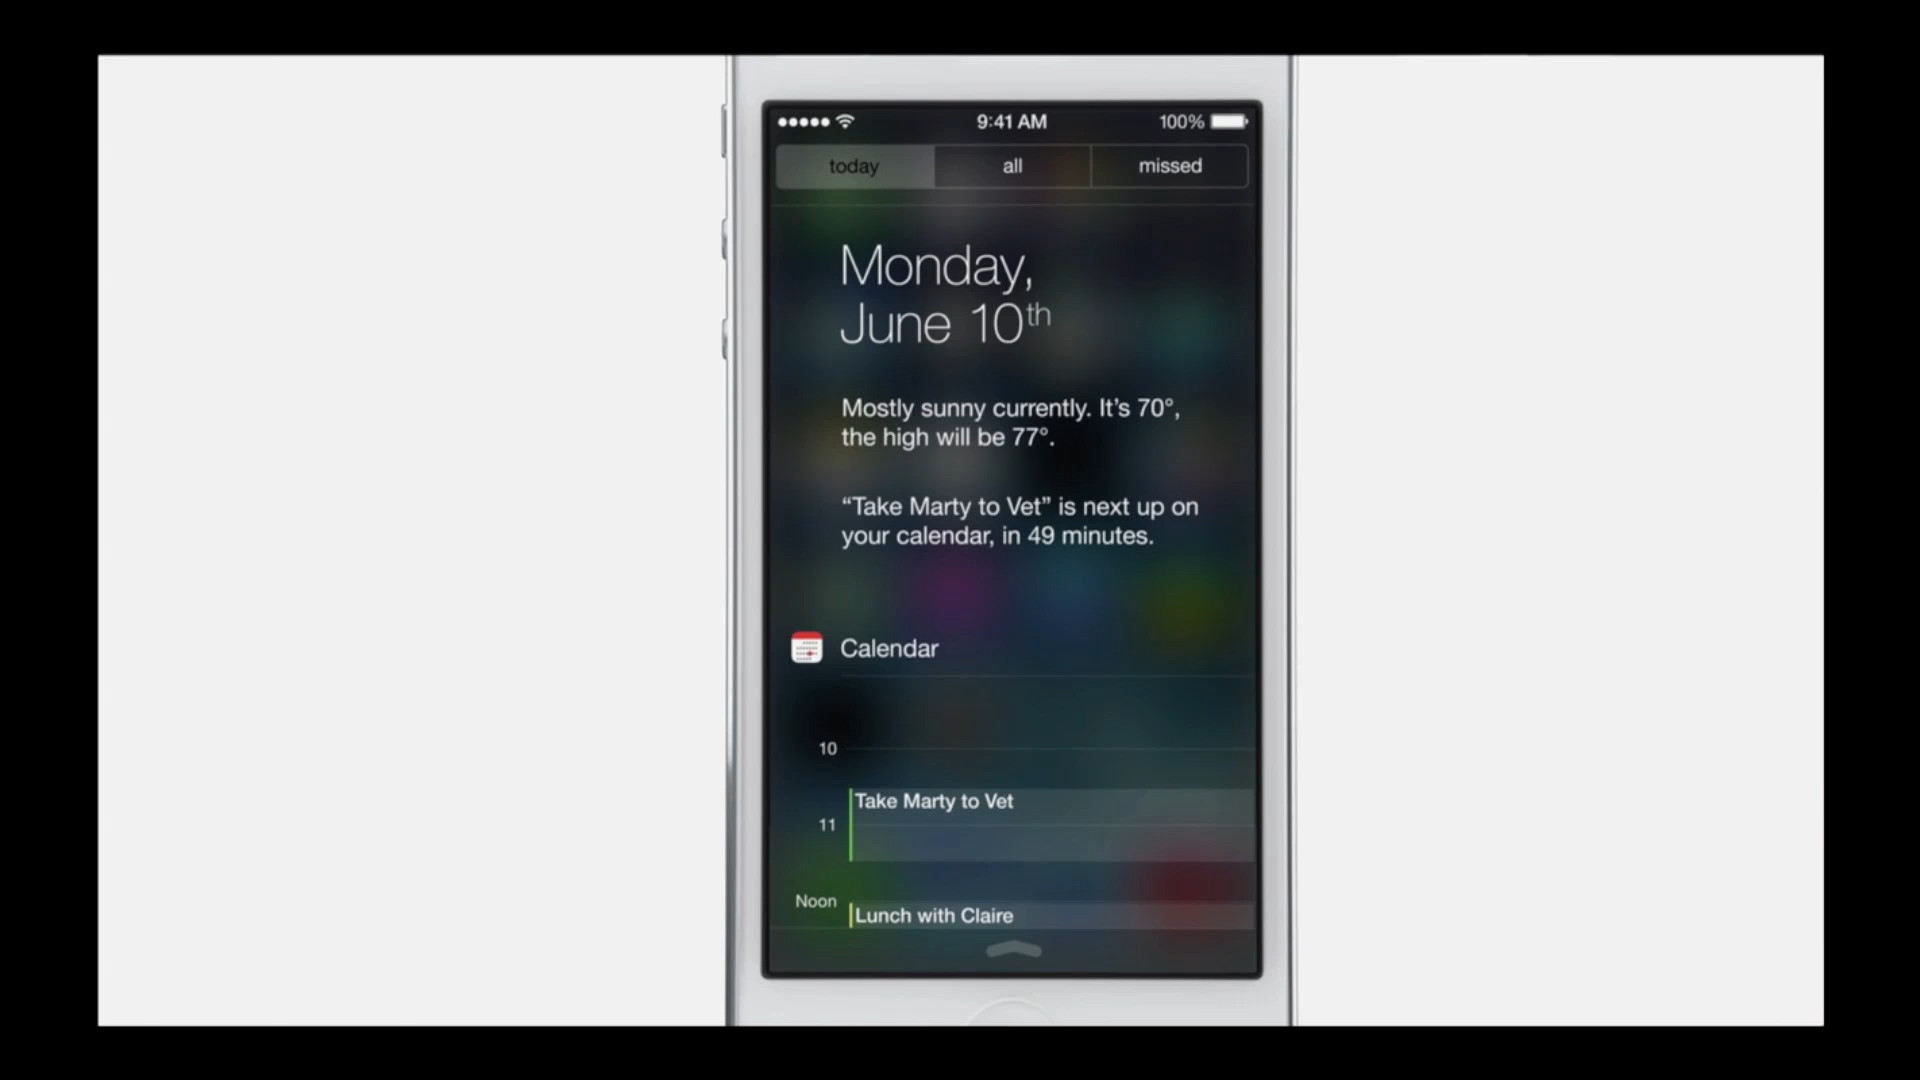 9:41 AM 100%
today all missed
Monday,
June 10th
Mostly sunny currently. It’s 70°,
the high will be 77°.
“Take Marty to Vet” is next up on
your calendar, in 49 minutes.
Calendar
10
Take Marty to Vet
11
Noon
Lunch with Claire